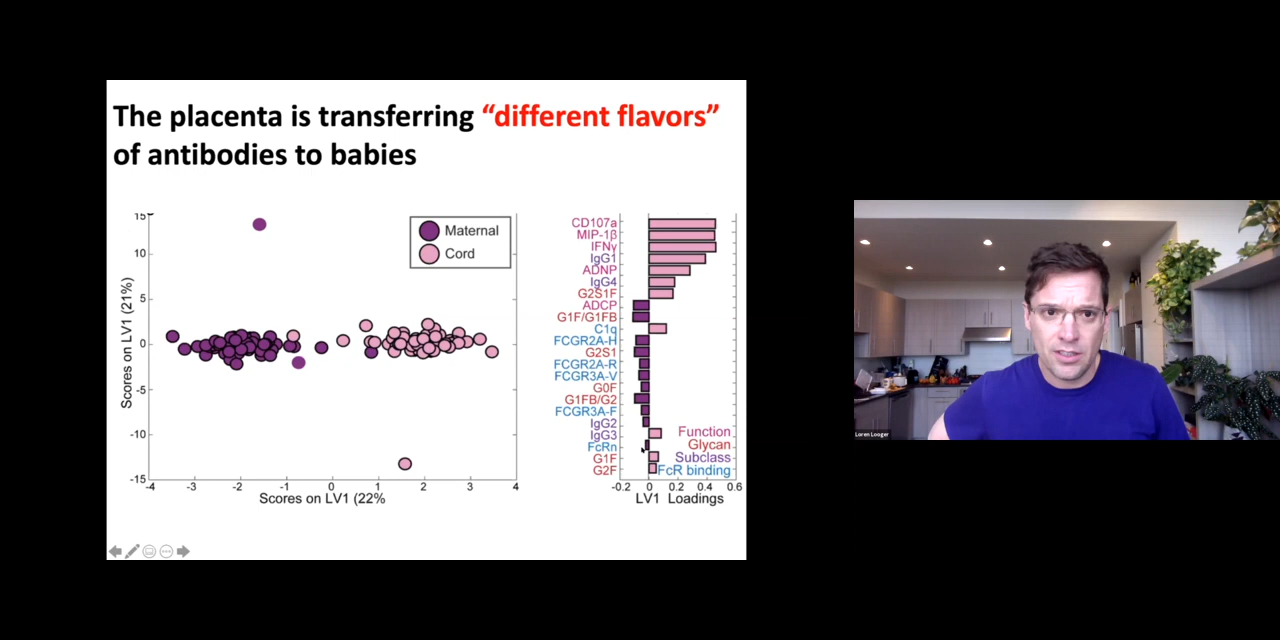 The placenta is transferring “different flavors”
of antibodies to babies
Maternal
Cord
15
10
5
0
-5
-10
-15
-4
-3
-2
-1
0
1
2
3
4
Scores on LV1 (21%)
Scores on LV1 (22%
CD107a
MIP-1β
IFNγ
IgG1
ADNP
IgG4
G2S1F
ADCP
G1F/G1FB
C1q
FCGR2A-H
G2S1
FCGR2A-R
FCGR3A-V
G0F
G1FB/G2
FCGR3A-F
IgG2
IgG3
FcRn
G1F
G2F
Function
Glycan
Subclass
FcR binding
-0.2
0
0.2
0.4
0.6
LV1 Loadings
Loren Looger